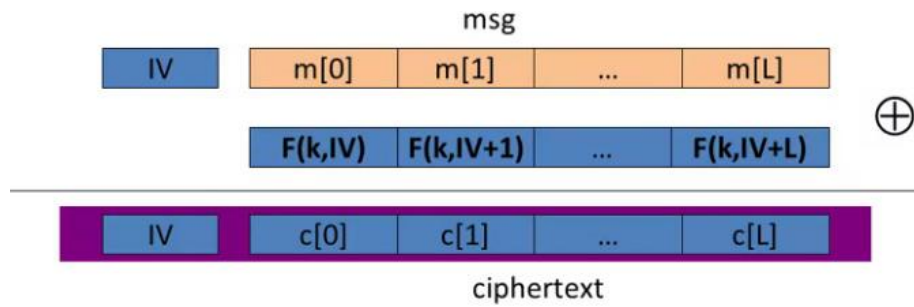 msg
IV m[0] m[1] ... m[L]
F(k,IV) F(k,IV+1) ... F(k,IV+L)
⊕
IV c[0] c[1] ... c[L]
ciphertext